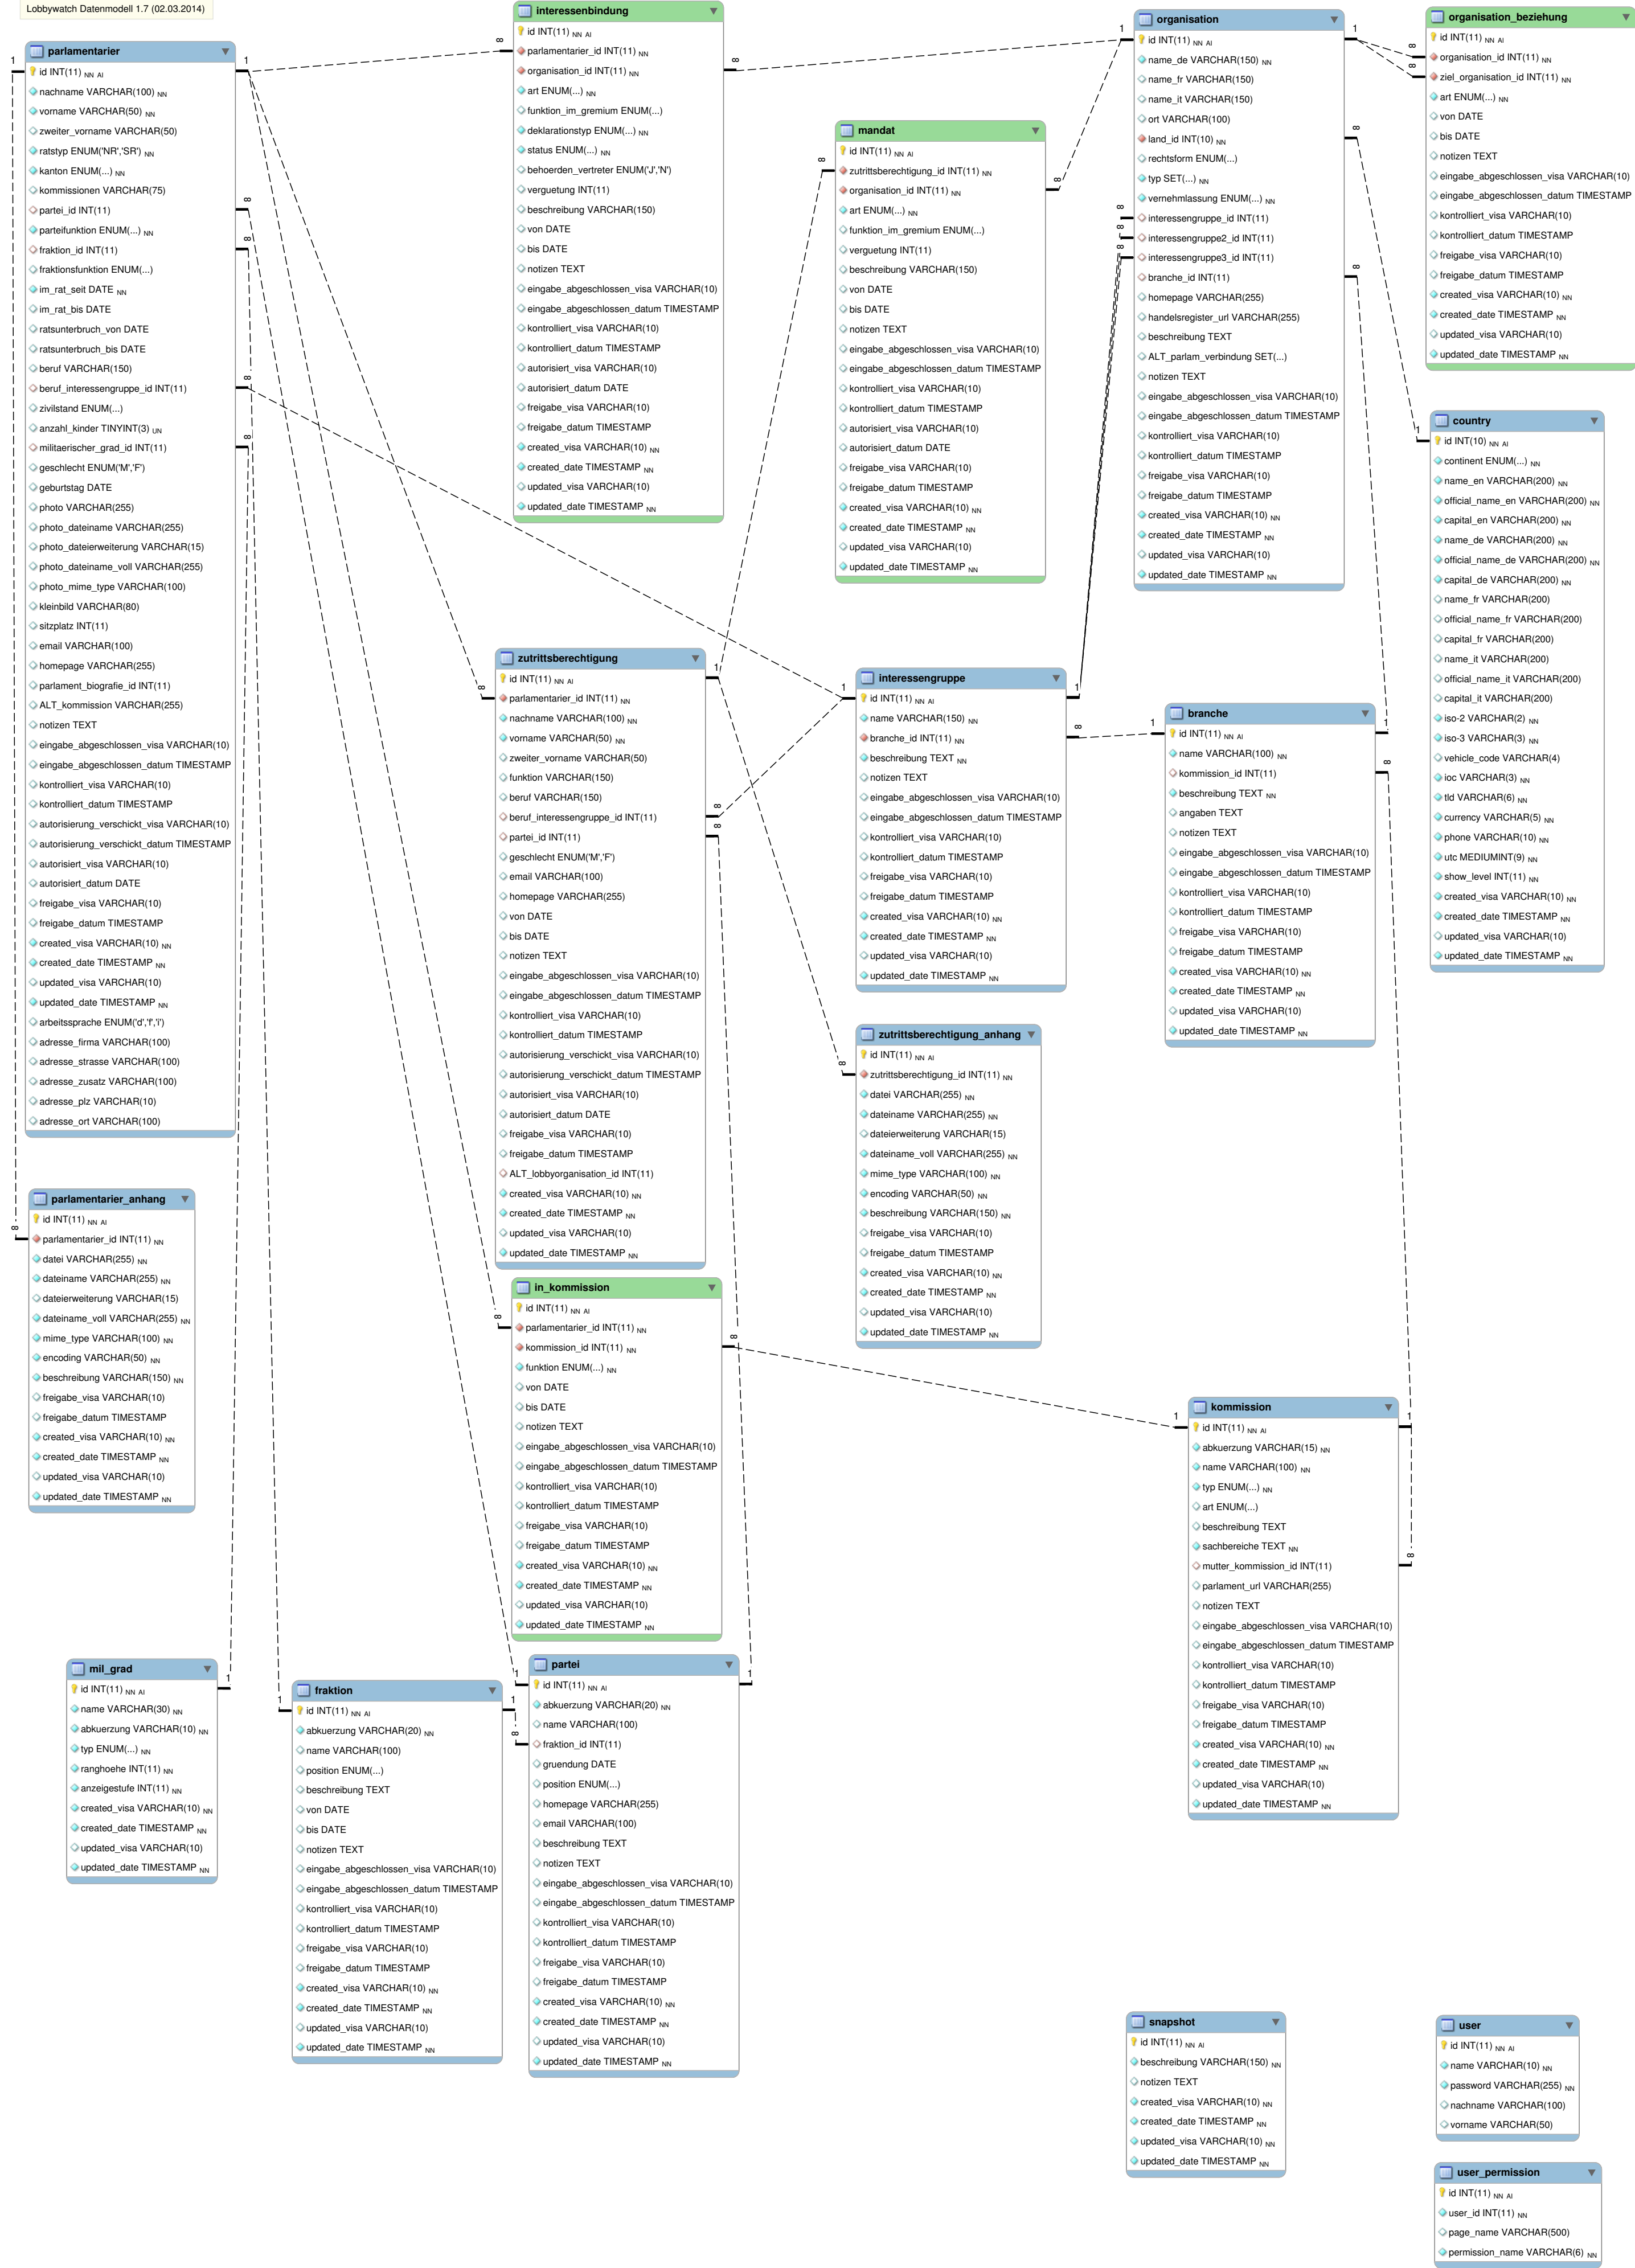 Lobbywatch Datenmodell 1.7 (02.03.2014)
parlamentarier
id INT(11) NN AI
nachname VARCHAR(100) NN
vorname VARCHAR(50) NN
zweiter_vorname VARCHAR(50)
ratstyp ENUM('NR','SR') NN
kanton ENUM(...) NN
kommissionen VARCHAR(75)
partei_id INT(11)
parteifunktion ENUM(...) NN
fraktion_id INT(11)
fraktionsfunktion ENUM(...)
im_rat_seit DATE NN
im_rat_bis DATE
ratsunterbruch_von DATE
ratsunterbruch_bis DATE
beruf VARCHAR(150)
beruf_interessengruppe_id INT(11)
zivilstand ENUM(...)
anzahl_kinder TINYINT(3) UN
militaerischer_grad_id INT(11)
geschlecht ENUM('M','F')
geburtstag DATE
photo VARCHAR(255)
photo_dateiname VARCHAR(255)
photo_dateierweiterung VARCHAR(15)
photo_dateiname_voll VARCHAR(255)
photo_mime_type VARCHAR(100)
kleinbild VARCHAR(80)
sitzplatz INT(11)
email VARCHAR(100)
homepage VARCHAR(255)
parlament_biografie_id INT(11)
ALT_kommission VARCHAR(255)
notizen TEXT
eingabe_abgeschlossen_visa VARCHAR(10)
eingabe_abgeschlossen_datum TIMESTAMP
kontrolliert_visa VARCHAR(10)
kontrolliert_datum TIMESTAMP
autorisierung_verschickt_visa VARCHAR(10)
autorisierung_verschickt_datum TIMESTAMP
autorisiert_visa VARCHAR(10)
autorisiert_datum DATE
freigabe_visa VARCHAR(10)
freigabe_datum TIMESTAMP
created_visa VARCHAR(10) NN
created_date TIMESTAMP NN
updated_visa VARCHAR(10)
updated_date TIMESTAMP NN
arbeitssprache ENUM('d','f','i')
adresse_firma VARCHAR(100)
adresse_strasse VARCHAR(100)
adresse_zusatz VARCHAR(100)
adresse_plz VARCHAR(10)
adresse_ort VARCHAR(100)
interessenbindung
id INT(11) NN AI
parlamentarier_id INT(11) NN
organisation_id INT(11) NN
art ENUM(...) NN
funktion_im_gremium ENUM(...)
deklarationstyp ENUM(...) NN
status ENUM(...) NN
behoerden_vertreter ENUM('J','N')
verguetung INT(11)
beschreibung VARCHAR(150)
von DATE
bis DATE
notizen TEXT
eingabe_abgeschlossen_visa VARCHAR(10)
eingabe_abgeschlossen_datum TIMESTAMP
kontrolliert_visa VARCHAR(10)
kontrolliert_datum TIMESTAMP
autorisiert_visa VARCHAR(10)
autorisiert_datum DATE
freigabe_visa VARCHAR(10)
freigabe_datum TIMESTAMP
created_visa VARCHAR(10) NN
created_date TIMESTAMP NN
updated_visa VARCHAR(10)
updated_date TIMESTAMP NN
mandat
id INT(11) NN AI
zutrittsberechtigung_id INT(11) NN
organisation_id INT(11) NN
art ENUM(...) NN
funktion_im_gremium ENUM(...)
verguetung INT(11)
beschreibung VARCHAR(150)
von DATE
bis DATE
notizen TEXT
eingabe_abgeschlossen_visa VARCHAR(10)
eingabe_abgeschlossen_datum TIMESTAMP
kontrolliert_visa VARCHAR(10)
kontrolliert_datum TIMESTAMP
autorisiert_visa VARCHAR(10)
autorisiert_datum DATE
freigabe_visa VARCHAR(10)
freigabe_datum TIMESTAMP
created_visa VARCHAR(10) NN
created_date TIMESTAMP NN
updated_visa VARCHAR(10)
updated_date TIMESTAMP NN
organisation
id INT(11) NN AI
name_de VARCHAR(150) NN
name_fr VARCHAR(150)
name_it VARCHAR(150)
ort VARCHAR(100)
land_id INT(10) NN
rechtsform ENUM(...)
typ SET(...) NN
vernehmlassung ENUM(...) NN
interessengruppe_id INT(11)
interessengruppe2_id INT(11)
interessengruppe3_id INT(11)
branche_id INT(11)
homepage VARCHAR(255)
handelsregister_url VARCHAR(255)
beschreibung TEXT
ALT_parlam_verbindung SET(...)
notizen TEXT
eingabe_abgeschlossen_visa VARCHAR(10)
eingabe_abgeschlossen_datum TIMESTAMP
kontrolliert_visa VARCHAR(10)
kontrolliert_datum TIMESTAMP
freigabe_visa VARCHAR(10)
freigabe_datum TIMESTAMP
created_visa VARCHAR(10) NN
created_date TIMESTAMP NN
updated_visa VARCHAR(10)
updated_date TIMESTAMP NN
organisation_beziehung
id INT(11) NN AI
organisation_id INT(11) NN
ziel_organisation_id INT(11) NN
art ENUM(...) NN
von DATE
bis DATE
notizen TEXT
eingabe_abgeschlossen_visa VARCHAR(10)
eingabe_abgeschlossen_datum TIMESTAMP
kontrolliert_visa VARCHAR(10)
kontrolliert_datum TIMESTAMP
freigabe_visa VARCHAR(10)
freigabe_datum TIMESTAMP
created_visa VARCHAR(10) NN
created_date TIMESTAMP NN
updated_visa VARCHAR(10)
updated_date TIMESTAMP NN
country
id INT(10) NN AI
continent ENUM(...) NN
name_en VARCHAR(200) NN
official_name_en VARCHAR(200) NN
capital_en VARCHAR(200) NN
name_de VARCHAR(200) NN
official_name_de VARCHAR(200) NN
capital_de VARCHAR(200) NN
name_fr VARCHAR(200)
official_name_fr VARCHAR(200)
capital_fr VARCHAR(200)
name_it VARCHAR(200)
official_name_it VARCHAR(200)
capital_it VARCHAR(200)
iso-2 VARCHAR(2) NN
iso-3 VARCHAR(3) NN
vehicle_code VARCHAR(4)
ioc VARCHAR(3) NN
tld VARCHAR(6) NN
currency VARCHAR(5) NN
phone VARCHAR(10) NN
utc MEDIUMINT(9) NN
show_level INT(11) NN
created_visa VARCHAR(10) NN
created_date TIMESTAMP NN
updated_visa VARCHAR(10)
updated_date TIMESTAMP NN
zutrittsberechtigung
id INT(11) NN AI
parlamentarier_id INT(11) NN
nachname VARCHAR(100) NN
vorname VARCHAR(50) NN
zweiter_vorname VARCHAR(50)
funktion VARCHAR(150)
beruf VARCHAR(150)
beruf_interessengruppe_id INT(11)
partei_id INT(11)
geschlecht ENUM('M','F')
email VARCHAR(100)
homepage VARCHAR(255)
von DATE
bis DATE
notizen TEXT
eingabe_abgeschlossen_visa VARCHAR(10)
eingabe_abgeschlossen_datum TIMESTAMP
kontrolliert_visa VARCHAR(10)
kontrolliert_datum TIMESTAMP
autorisierung_verschickt_visa VARCHAR(10)
autorisierung_verschickt_datum TIMESTAMP
autorisiert_visa VARCHAR(10)
autorisiert_datum DATE
freigabe_visa VARCHAR(10)
freigabe_datum TIMESTAMP
ALT_lobbyorganisation_id INT(11)
created_visa VARCHAR(10) NN
created_date TIMESTAMP NN
updated_visa VARCHAR(10)
updated_date TIMESTAMP NN
interessengruppe
id INT(11) NN AI
name VARCHAR(150) NN
branche_id INT(11) NN
beschreibung TEXT NN
notizen TEXT
eingabe_abgeschlossen_visa VARCHAR(10)
eingabe_abgeschlossen_datum TIMESTAMP
kontrolliert_visa VARCHAR(10)
kontrolliert_datum TIMESTAMP
freigabe_visa VARCHAR(10)
freigabe_datum TIMESTAMP
created_visa VARCHAR(10) NN
created_date TIMESTAMP NN
updated_visa VARCHAR(10)
updated_date TIMESTAMP NN
branche
id INT(11) NN AI
name VARCHAR(100) NN
kommission_id INT(11)
beschreibung TEXT NN
angaben TEXT
notizen TEXT
eingabe_abgeschlossen_visa VARCHAR(10)
eingabe_abgeschlossen_datum TIMESTAMP
kontrolliert_visa VARCHAR(10)
kontrolliert_datum TIMESTAMP
freigabe_visa VARCHAR(10)
freigabe_datum TIMESTAMP
created_visa VARCHAR(10) NN
created_date TIMESTAMP NN
updated_visa VARCHAR(10)
updated_date TIMESTAMP NN
zutrittsberechtigung_anhang
id INT(11) NN AI
zutrittsberechtigung_id INT(11) NN
datei VARCHAR(255) NN
dateiname VARCHAR(255) NN
dateierweiterung VARCHAR(15)
dateiname_voll VARCHAR(255) NN
mime_type VARCHAR(100) NN
encoding VARCHAR(50) NN
beschreibung VARCHAR(150) NN
freigabe_visa VARCHAR(10)
freigabe_datum TIMESTAMP
created_visa VARCHAR(10) NN
created_date TIMESTAMP NN
updated_visa VARCHAR(10)
updated_date TIMESTAMP NN
parlamentarier_anhang
id INT(11) NN AI
parlamentarier_id INT(11) NN
datei VARCHAR(255) NN
dateiname VARCHAR(255) NN
dateierweiterung VARCHAR(15)
dateiname_voll VARCHAR(255) NN
mime_type VARCHAR(100) NN
encoding VARCHAR(50) NN
beschreibung VARCHAR(150) NN
freigabe_visa VARCHAR(10)
freigabe_datum TIMESTAMP
created_visa VARCHAR(10) NN
created_date TIMESTAMP NN
updated_visa VARCHAR(10)
updated_date TIMESTAMP NN
in_kommission
id INT(11) NN AI
parlamentarier_id INT(11) NN
kommission_id INT(11) NN
funktion ENUM(...) NN
von DATE
bis DATE
notizen TEXT
eingabe_abgeschlossen_visa VARCHAR(10)
eingabe_abgeschlossen_datum TIMESTAMP
kontrolliert_visa VARCHAR(10)
kontrolliert_datum TIMESTAMP
freigabe_visa VARCHAR(10)
freigabe_datum TIMESTAMP
created_visa VARCHAR(10) NN
created_date TIMESTAMP NN
updated_visa VARCHAR(10)
updated_date TIMESTAMP NN
kommission
id INT(11) NN AI
abkuerzung VARCHAR(15) NN
name VARCHAR(100) NN
typ ENUM(...) NN
art ENUM(...)
beschreibung TEXT
sachbereiche TEXT NN
mutter_kommission_id INT(11)
parlament_url VARCHAR(255)
notizen TEXT
eingabe_abgeschlossen_visa VARCHAR(10)
eingabe_abgeschlossen_datum TIMESTAMP
kontrolliert_visa VARCHAR(10)
kontrolliert_datum TIMESTAMP
freigabe_visa VARCHAR(10)
freigabe_datum TIMESTAMP
created_visa VARCHAR(10) NN
created_date TIMESTAMP NN
updated_visa VARCHAR(10)
updated_date TIMESTAMP NN
mil_grad
id INT(11) NN AI
name VARCHAR(30) NN
abkuerzung VARCHAR(10) NN
typ ENUM(...) NN
ranghoehe INT(11) NN
anzeigestufe INT(11) NN
created_visa VARCHAR(10) NN
created_date TIMESTAMP NN
updated_visa VARCHAR(10)
updated_date TIMESTAMP NN
fraktion
id INT(11) NN AI
abkuerzung VARCHAR(20) NN
name VARCHAR(100)
position ENUM(...)
beschreibung TEXT
von DATE
bis DATE
notizen TEXT
eingabe_abgeschlossen_visa VARCHAR(10)
eingabe_abgeschlossen_datum TIMESTAMP
kontrolliert_visa VARCHAR(10)
kontrolliert_datum TIMESTAMP
freigabe_visa VARCHAR(10)
freigabe_datum TIMESTAMP
created_visa VARCHAR(10) NN
created_date TIMESTAMP NN
updated_visa VARCHAR(10)
updated_date TIMESTAMP NN
partei
id INT(11) NN AI
abkuerzung VARCHAR(20) NN
name VARCHAR(100)
fraktion_id INT(11)
gruendung DATE
position ENUM(...)
homepage VARCHAR(255)
email VARCHAR(100)
beschreibung TEXT
notizen TEXT
eingabe_abgeschlossen_visa VARCHAR(10)
eingabe_abgeschlossen_datum TIMESTAMP
kontrolliert_visa VARCHAR(10)
kontrolliert_datum TIMESTAMP
freigabe_visa VARCHAR(10)
freigabe_datum TIMESTAMP
created_visa VARCHAR(10) NN
created_date TIMESTAMP NN
updated_visa VARCHAR(10)
updated_date TIMESTAMP NN
snapshot
id INT(11) NN AI
beschreibung VARCHAR(150) NN
notizen TEXT
created_visa VARCHAR(10) NN
created_date TIMESTAMP NN
updated_visa VARCHAR(10) NN
updated_date TIMESTAMP NN
user
id INT(11) NN AI
name VARCHAR(10) NN
password VARCHAR(255) NN
nachname VARCHAR(100)
vorname VARCHAR(50)
user_permission
id INT(11) NN AI
user_id INT(11) NN
page_name VARCHAR(500)
permission_name VARCHAR(6) NN